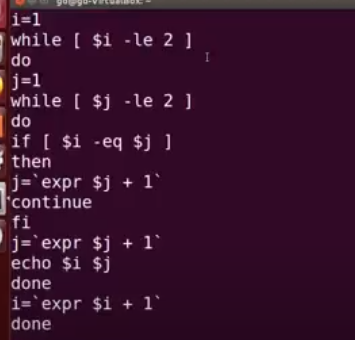 i=1
while [ $i -le 2 ]
do
j=1
while [ $j -le 2 ]
do
if [ $i -eq $j ]
then
j=`expr $j + 1`
continue
fi
j=`expr $j + 1`
echo $i $j
done
i=`expr $i + 1`
done